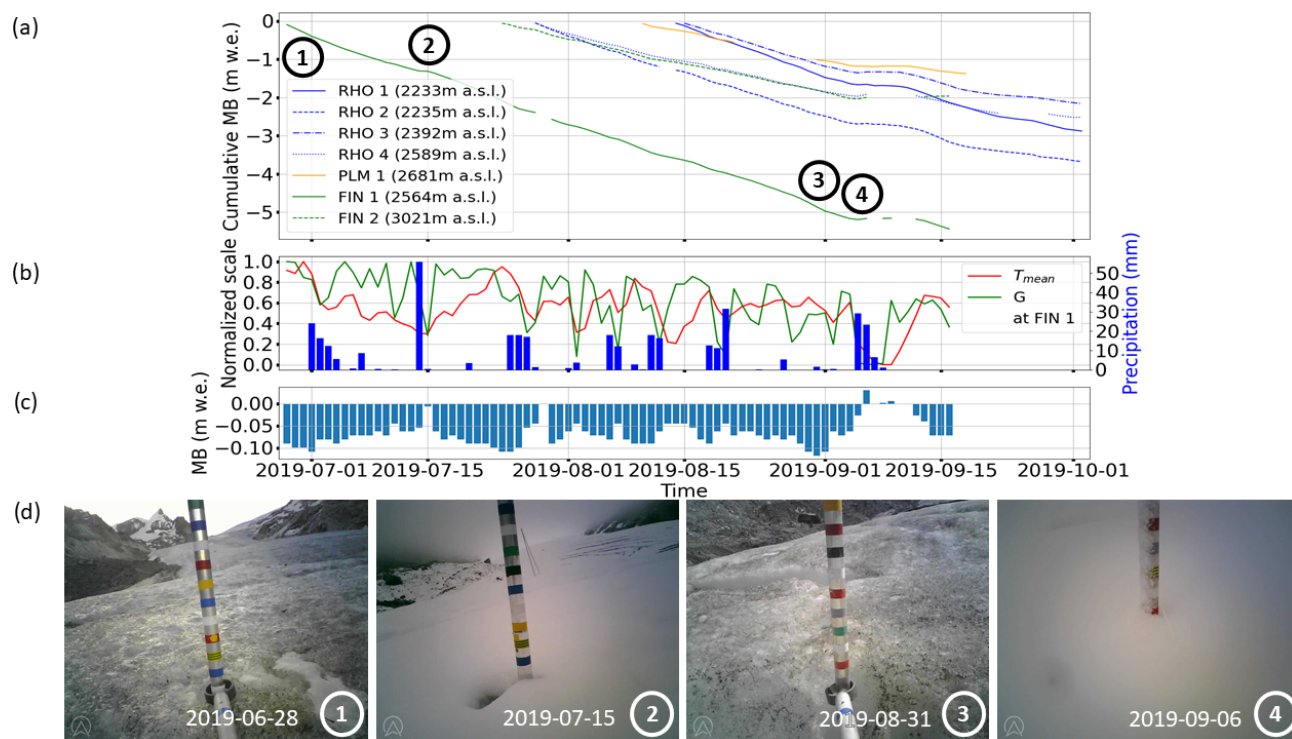 (a)
Cumulative MB (m w.e.)
0
−1
−2
−3
−4
−5
1
2
3
4
RHO 1 (2233m a.s.l.)
RHO 2 (2235m a.s.l.)
RHO 3 (2392m a.s.l.)
RHO 4 (2589m a.s.l.)
PLM 1 (2681m a.s.l.)
FIN 1 (2564m a.s.l.)
FIN 2 (3021m a.s.l.)
(b)
Normalized scale
1.0
0.8
0.6
0.4
0.2
0.0
Tmean
G
at FIN 1
50
40
30
20
10
0
Precipitation (mm)
(c)
MB (m w.e.)
0.00
−0.05
−0.10
2019-07-01 2019-07-15 2019-08-01 2019-08-15 2019-09-01 2019-09-15 2019-10-01
Time
(d)
2019-06-28 1
2019-07-15 2
2019-08-31 3
2019-09-06 4